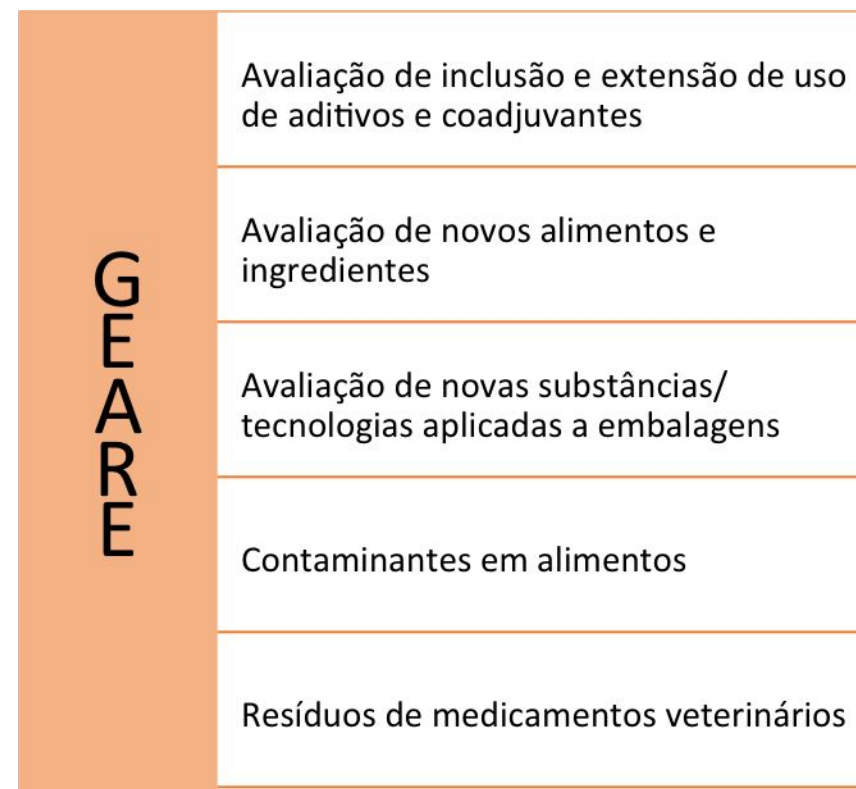 GEARE
Avaliação de inclusão e extensão de uso
de aditivos e coadjuvantes
Avaliação de novos alimentos e
ingredientes
Avaliação de novas substâncias/
tecnologias aplicadas a embalagens
Contaminantes em alimentos
Resíduos de medicamentos veterinários